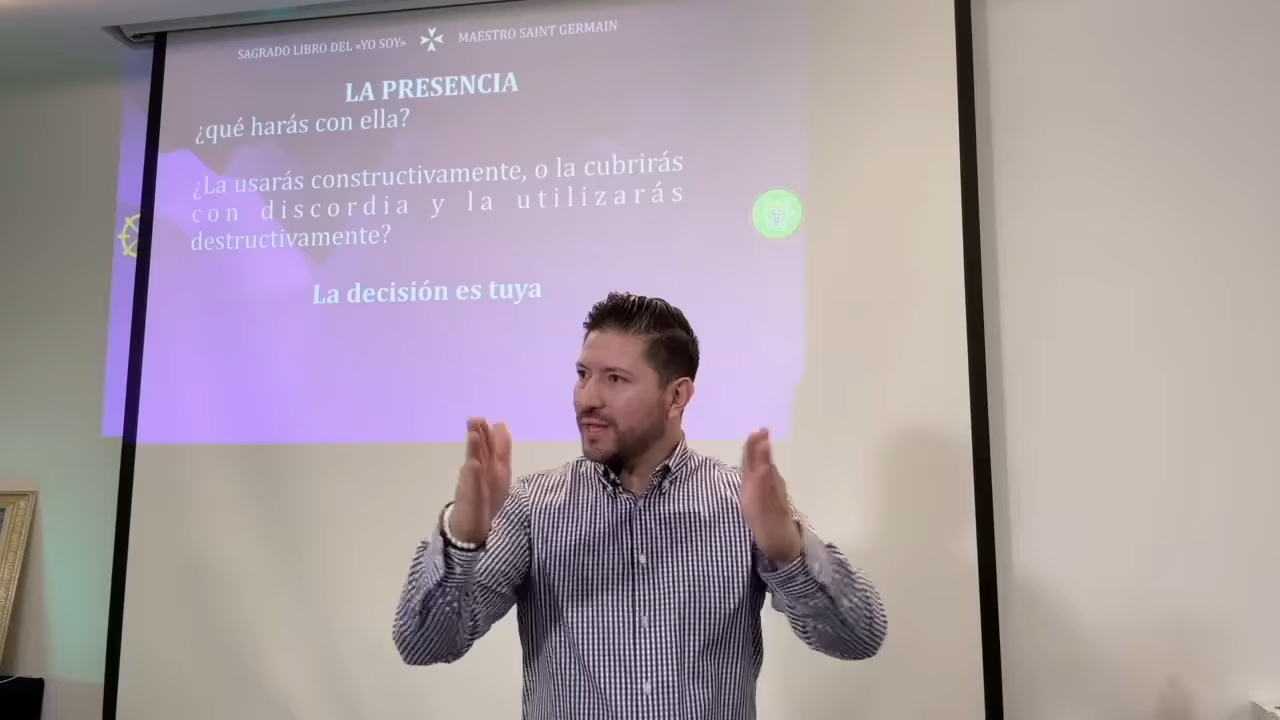 SAGRADO LIBRO DEL «YO SOY» MAESTRO SAINT GERMAIN
LA PRESENCIA
¿qué harás con ella?
¿La usarás constructivamente, o la cubrirás
con discordia y la utilizarás
destructivamente?
La decisión es tuya